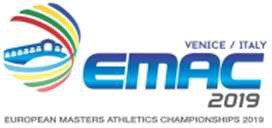 VENICE / ITALY
EMAC
2019
EUROPEAN MASTERS ATHLETICS CHAMPIONSHIPS 2019